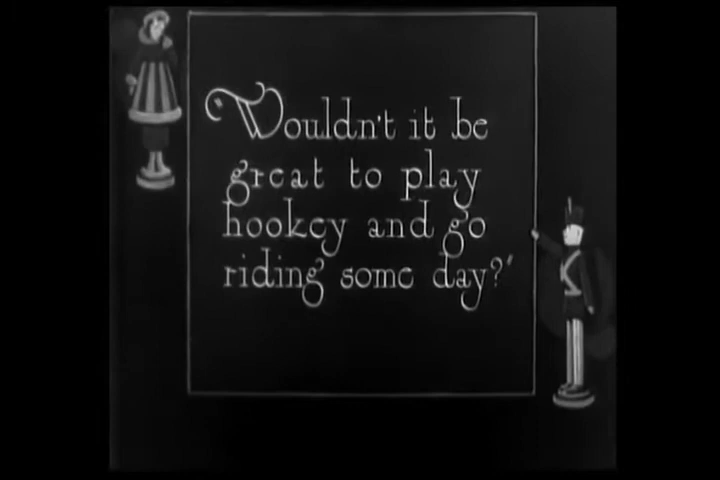 "Wouldn't it be
great to play
hookey and go
riding some day?"